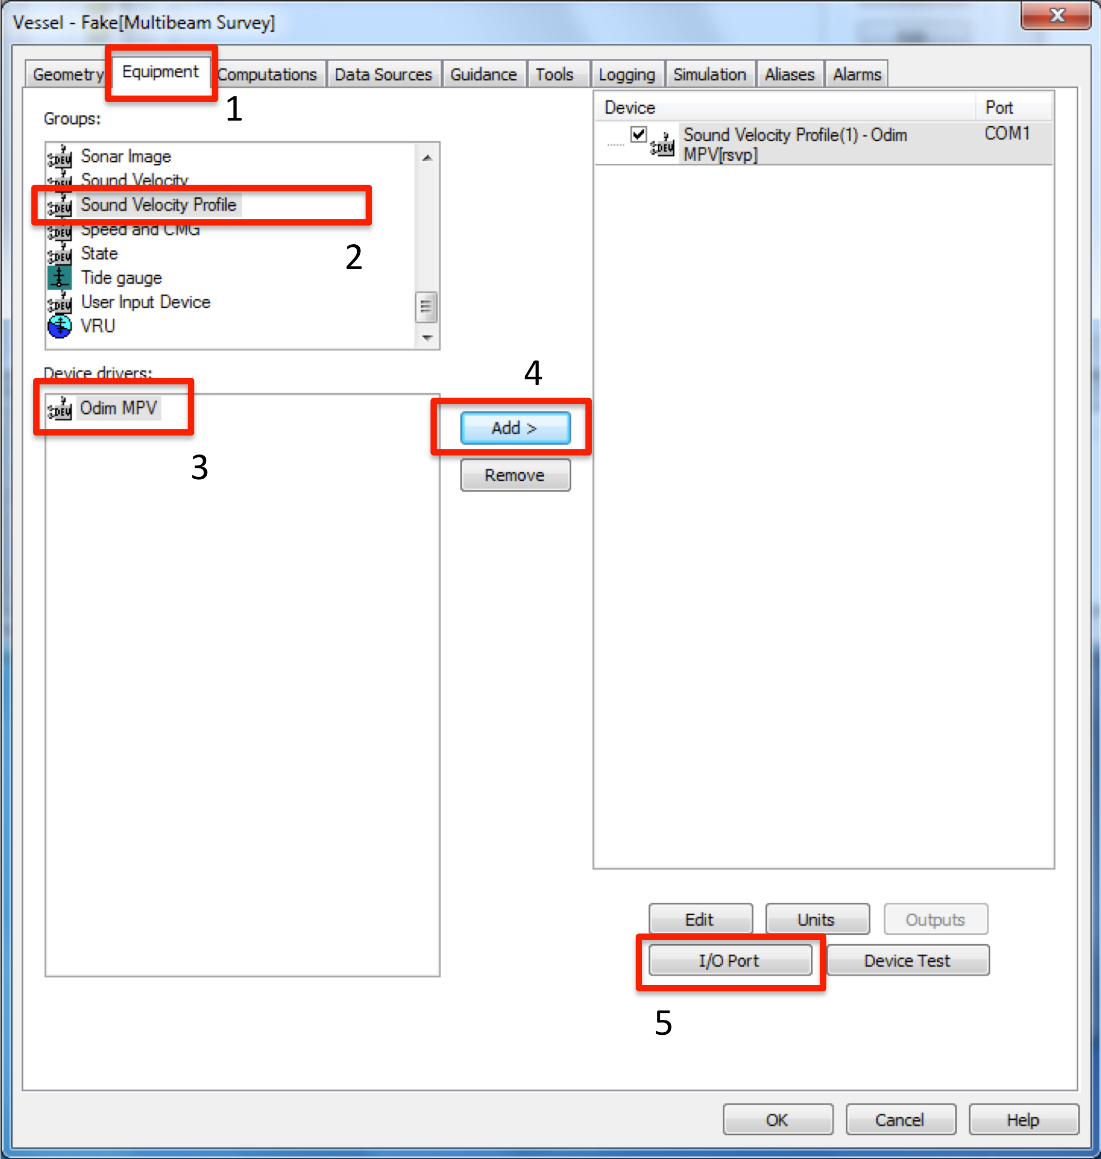 Vessel - Fake[Multibeam Survey]
Geometry Equipment Computations Data Sources Guidance Tools Logging Simulation Aliases Alarms
1
Groups:
Sonar Image
Sound Velocity
Sound Velocity Profile
Speed and CMG
State
Tide gauge
User Input Device
VRU
2
Device drivers:
Odim MPV
3
4
Add >
Remove
Device Port
Sound Velocity Profile(1) - Odim COM1
MPV[rsvp]
Edit Units Outputs
I/O Port Device Test
5
OK Cancel Help